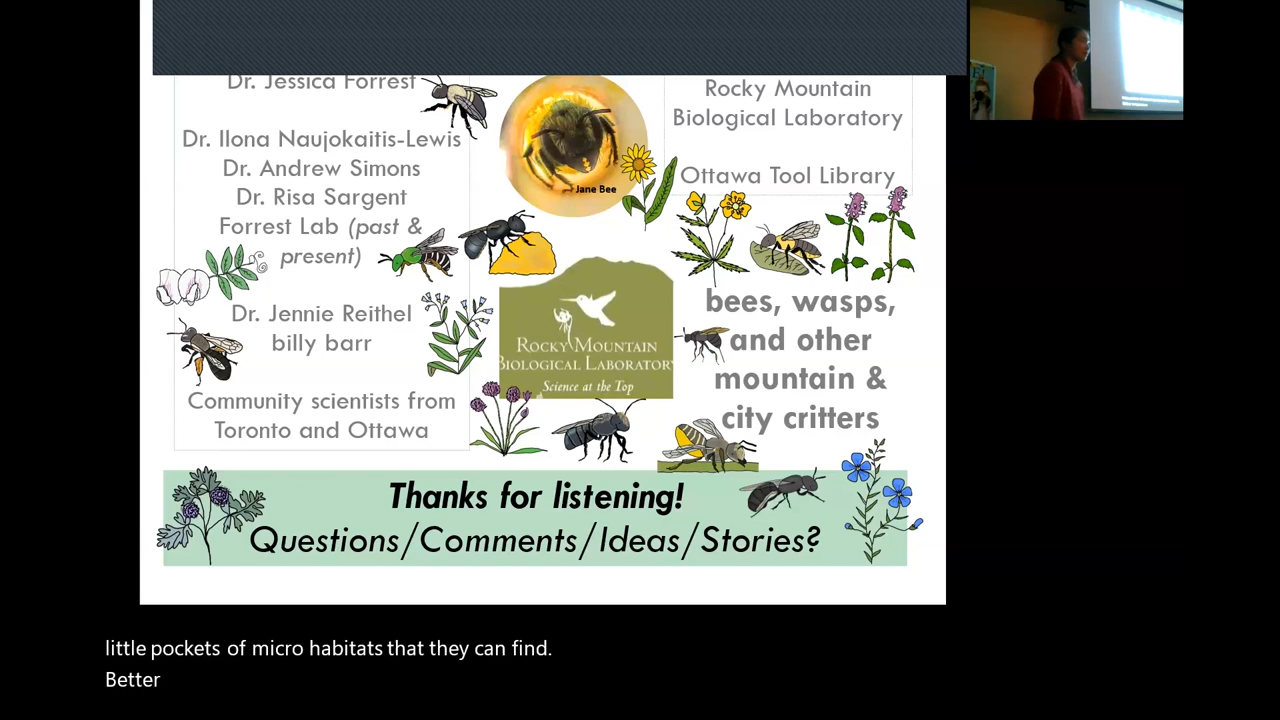 Dr. Jessica Forrest
Dr. Ilona Naujokaitis-Lewis
Dr. Andrew Simons
Dr. Risa Sargent
Forrest Lab (past &
present)
Dr. Jennie Reithel
billy barr
Community scientists from
Toronto and Ottawa
Jane Bee
ROCKY MOUNTAIN
BIOLOGICAL LABORATORY
Science at the Top
Rocky Mountain
Biological Laboratory
Ottawa Tool Library
bees, wasps,
and other
mountain &
city critters
Thanks for listening!
Questions/Comments/Ideas/Stories?
little pockets of micro habitats that they can find.
Better